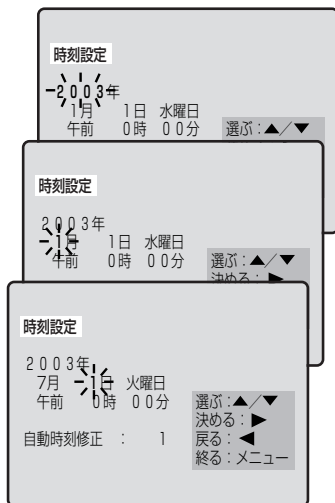 時刻設定
2003年
1月 1日 水曜日
午前 0時 00分 選ぶ:▲/▼
時刻設定
2003年
1月 1日 水曜日
午前 0時 00分 選ぶ:▲/▼
決める:▶
時刻設定
2003年
7月 1日 火曜日
午前 0時 00分 選ぶ:▲/▼
決める:▶
自動時刻修正 : 1 戻る:◀
終る:メニュー